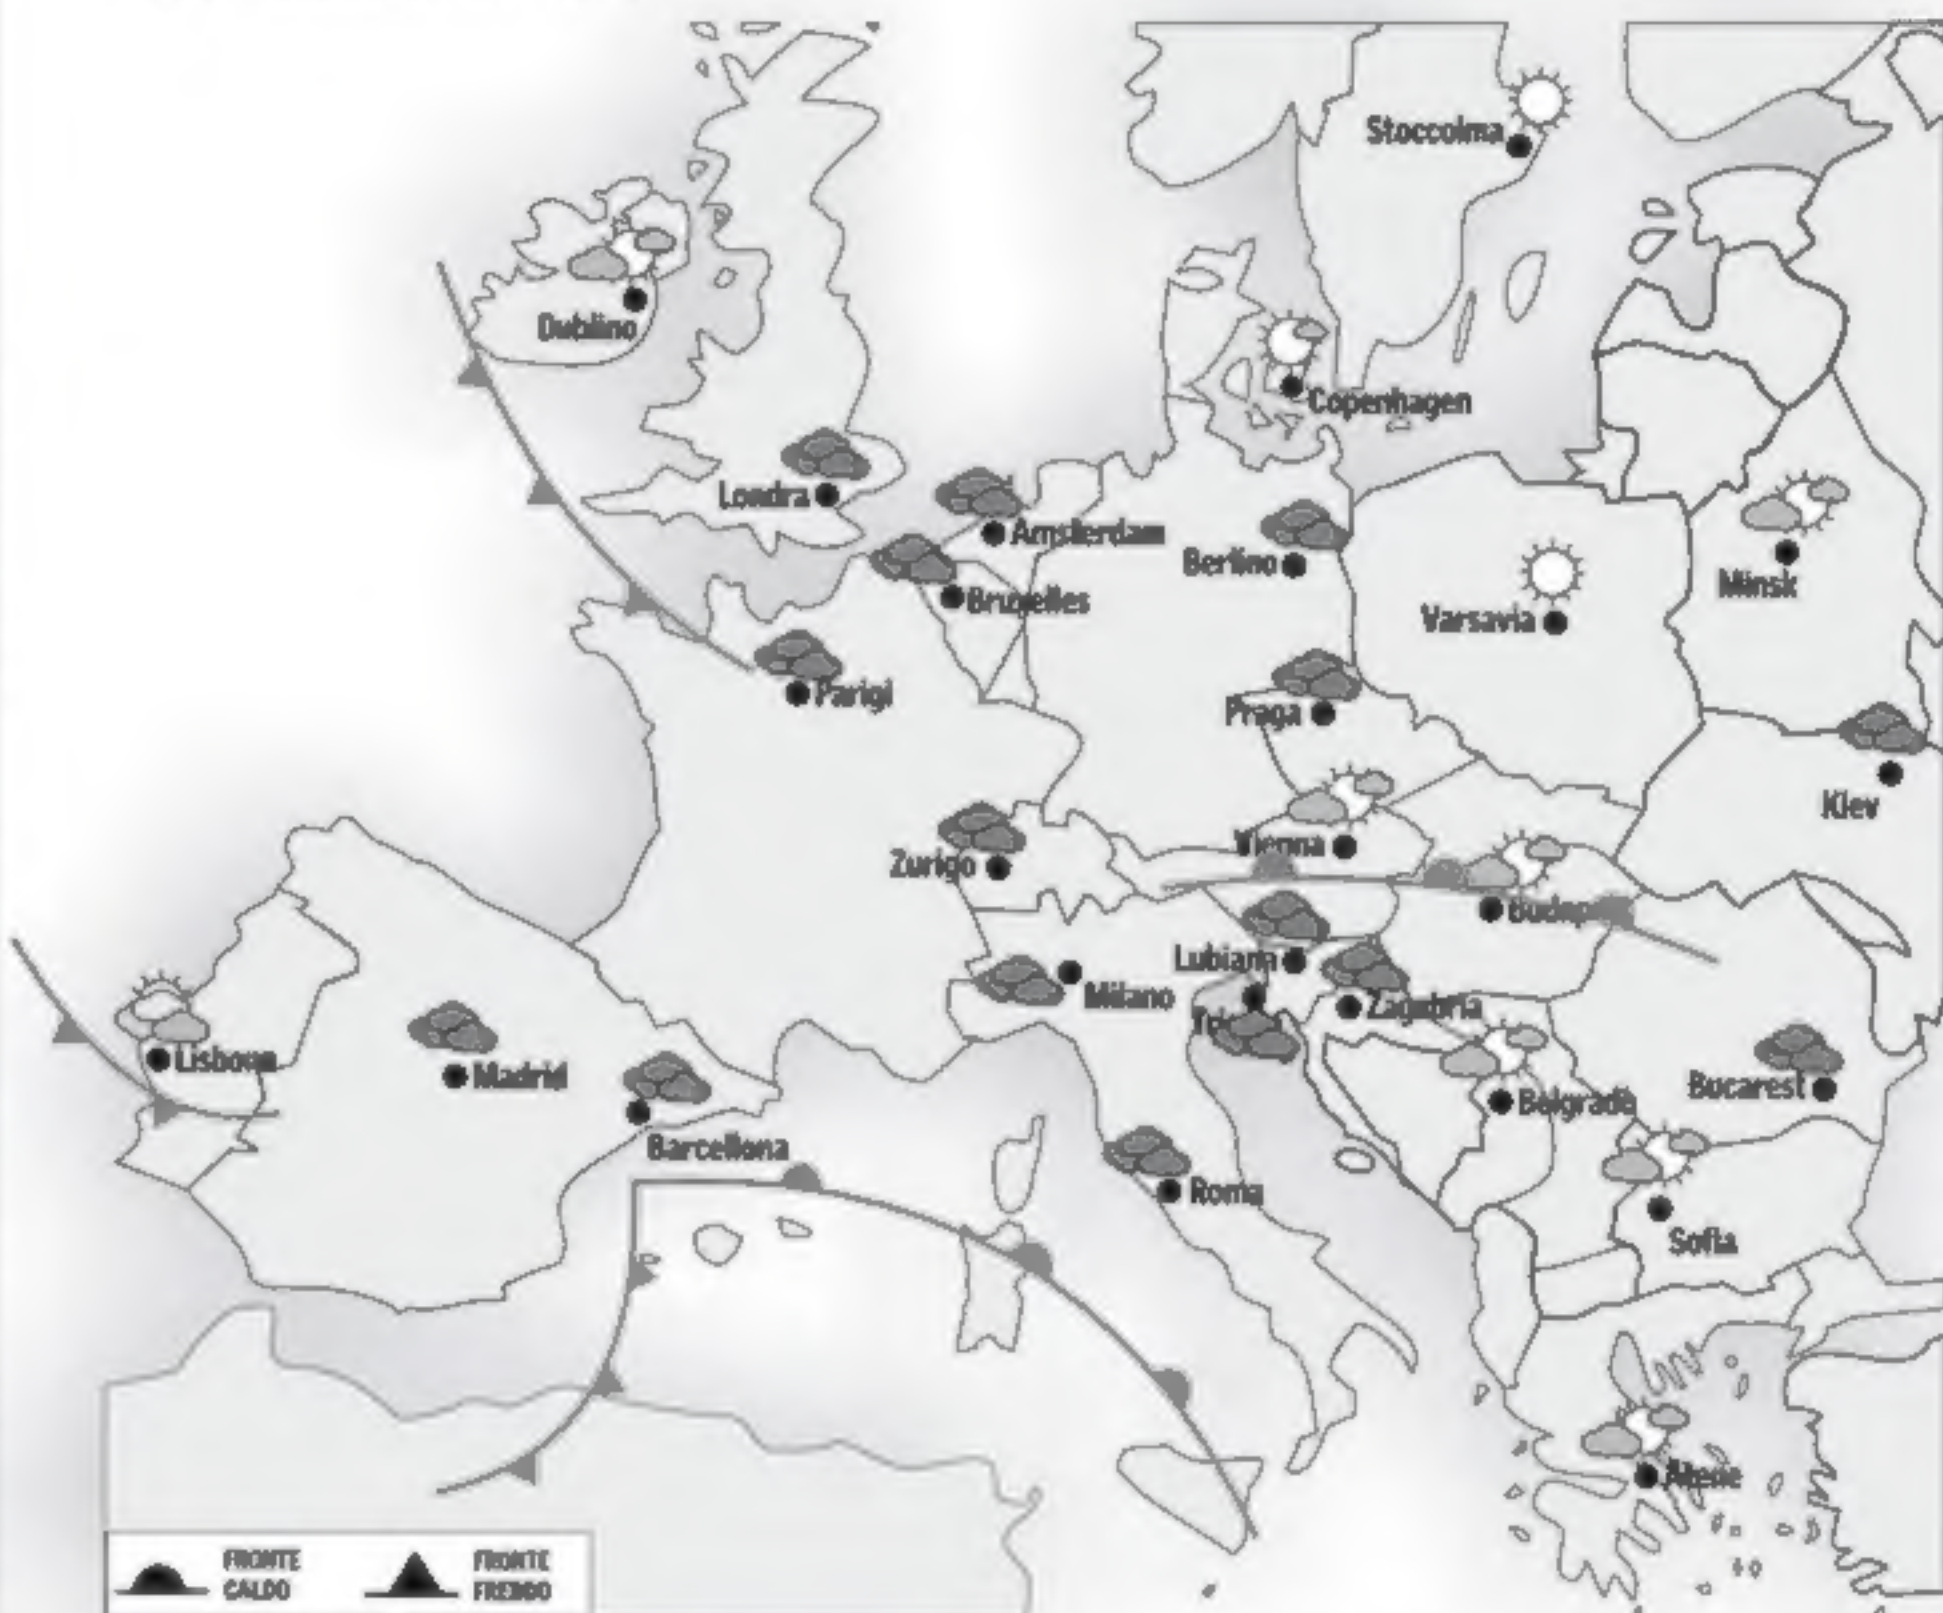 Stoccolma
Dublino
Copenhagen
Londra
Amsterdam
Berlino
Minsk
Bruxelles
Varsavia
Parigi
Praga
Kiev
Vienna
Zurigo
Lubiana
Milano
Zagabria
Lisbona
Madrid
Belgrado
Bucarest
Barcellona
Roma
Sofia
Atene
FRONTE
CALDO
FRONTE
FREDDO